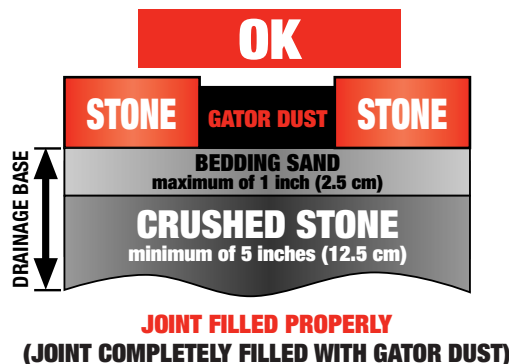 OK
STONE GATOR DUST STONE
BEDDING SAND
maximum of 1 inch (2.5 cm)
CRUSHED STONE
minimum of 5 inches (12.5 cm)
DRAINAGE BASE
JOINT FILLED PROPERLY
(JOINT COMPLETELY FILLED WITH GATOR DUST)